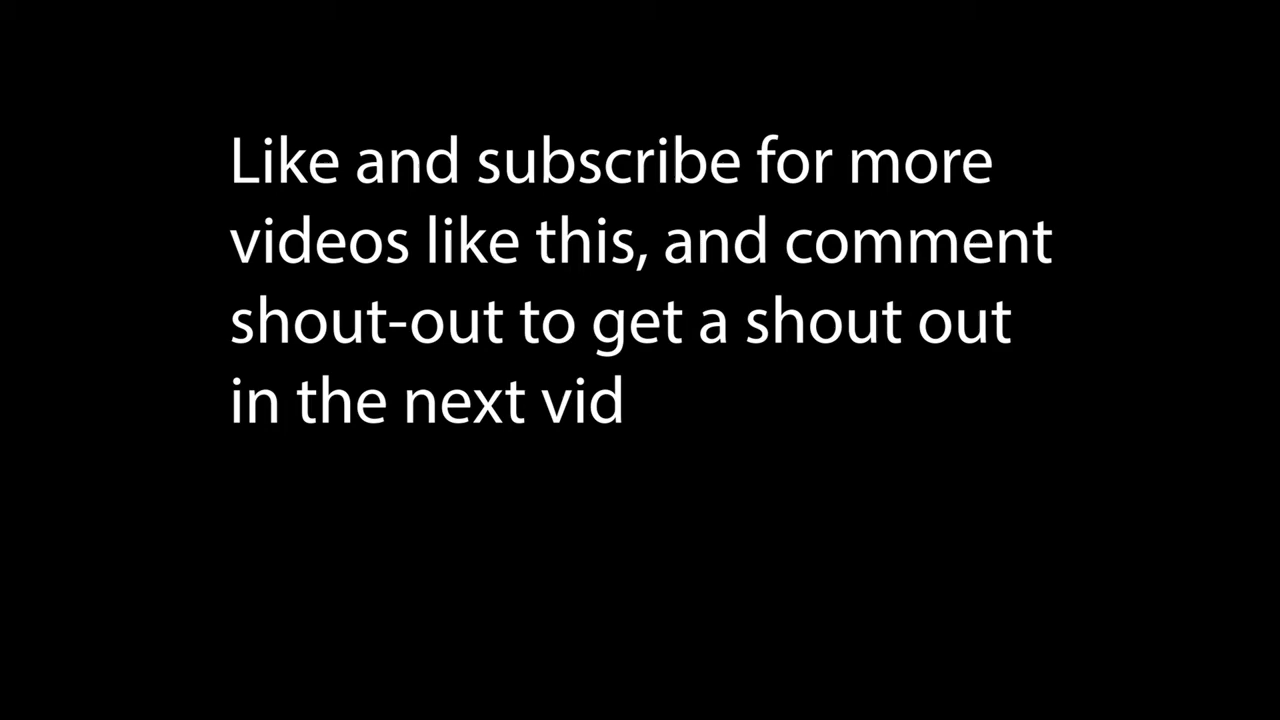 Like and subscribe for more
videos like this, and comment
shout-out to get a shout out
in the next vid